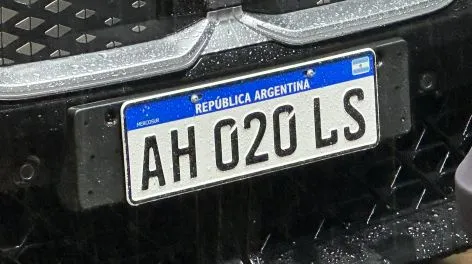 REPÚBLICA ARGENTINA
MERCOSUR
AH 020 LS